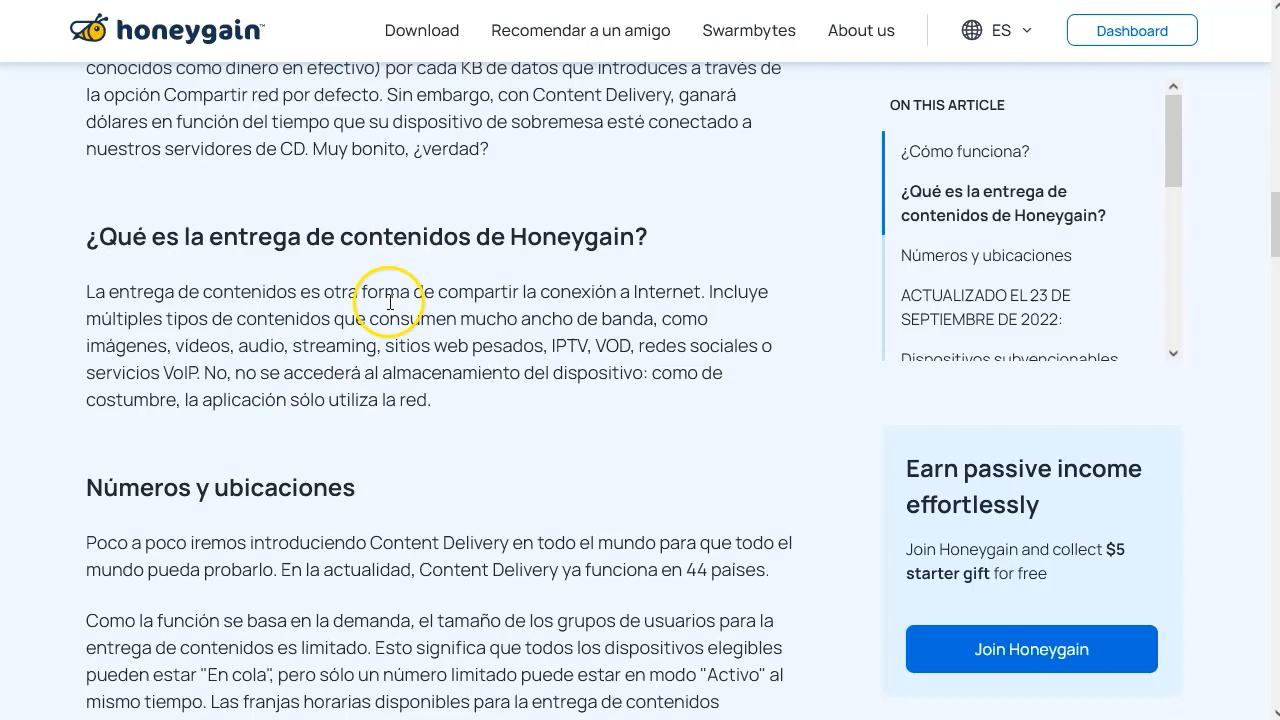 honeygain
Download
Recomendar a un amigo
Swarmbytes
About us
ES
Dashboard
conocidos como dinero en efectivo) por cada KB de datos que introduces a través de
la opción Compartir red por defecto. Sin embargo, con Content Delivery, ganará
dólares en función del tiempo que su dispositivo de sobremesa esté conectado a
nuestros servidores de CD. Muy bonito, ¿verdad?
¿Qué es la entrega de contenidos de Honeygain?
La entrega de contenidos es otra forma de compartir la conexión a Internet. Incluye
múltiples tipos de contenidos que consumen mucho ancho de banda, como
imágenes, vídeos, audio, streaming, sitios web pesados, IPTV, VOD, redes sociales o
servicios VoIP. No, no se accederá al almacenamiento del dispositivo: como de
costumbre, la aplicación sólo utiliza la red.
Números y ubicaciones
Poco a poco iremos introduciendo Content Delivery en todo el mundo para que todo el
mundo pueda probarlo. En la actualidad, Content Delivery ya funciona en 44 países.
Como la función se basa en la demanda, el tamaño de los grupos de usuarios para la
entrega de contenidos es limitado. Esto significa que todos los dispositivos elegibles
pueden estar "En cola", pero sólo un número limitado puede estar en modo "Activo" al
mismo tiempo. Las franjas horarias disponibles para la entrega de contenidos
ON THIS ARTICLE
¿Cómo funciona?
¿Qué es la entrega de
contenidos de Honeygain?
Números y ubicaciones
ACTUALIZADO EL 23 DE
SEPTIEMBRE DE 2022:
Dispositivos subvencionables
Earn passive income
effortlessly
Join Honeygain and collect $5
starter gift for free
Join Honeygain